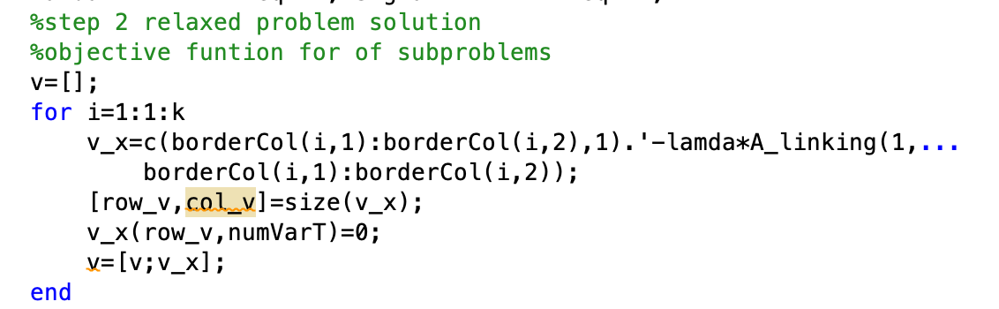 %step 2 relaxed problem solution
%objective funtion for of subproblems
v=[];
for i=1:1:k
v_x=c(borderCol(i,1):borderCol(i,2),1).'-lamda*A_linking(1,...
borderCol(i,1):borderCol(i,2));
[row_v,col_v]=size(v_x);
v_x(row_v,numVarT)=0;
v=[v;v_x];
end